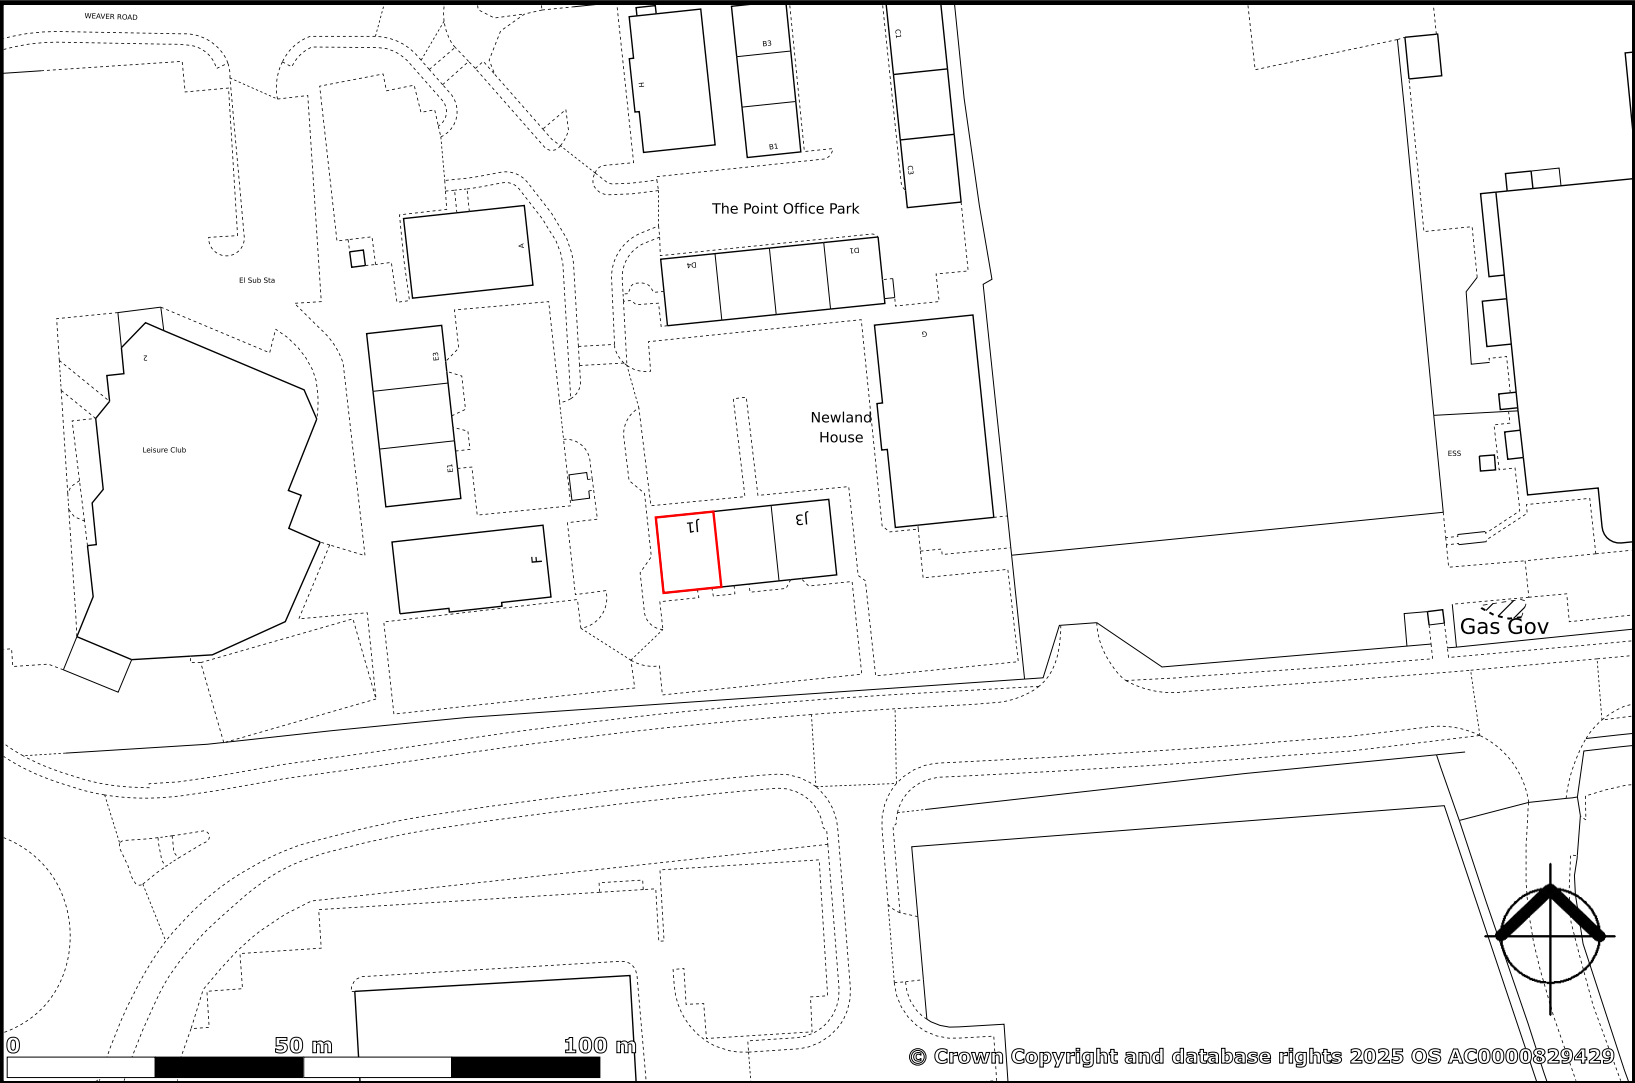 WEAVER ROAD
B3
C1
H
B1
C3
The Point Office Park
A
D4
D1
El Sub Sta
G
E3
2
Newland
House
Leisure Club
E1
ESS
J1
J3
F
Gas Gov
0 50 m 100 m
© Crown Copyright and database rights 2025 OS AC0000829429